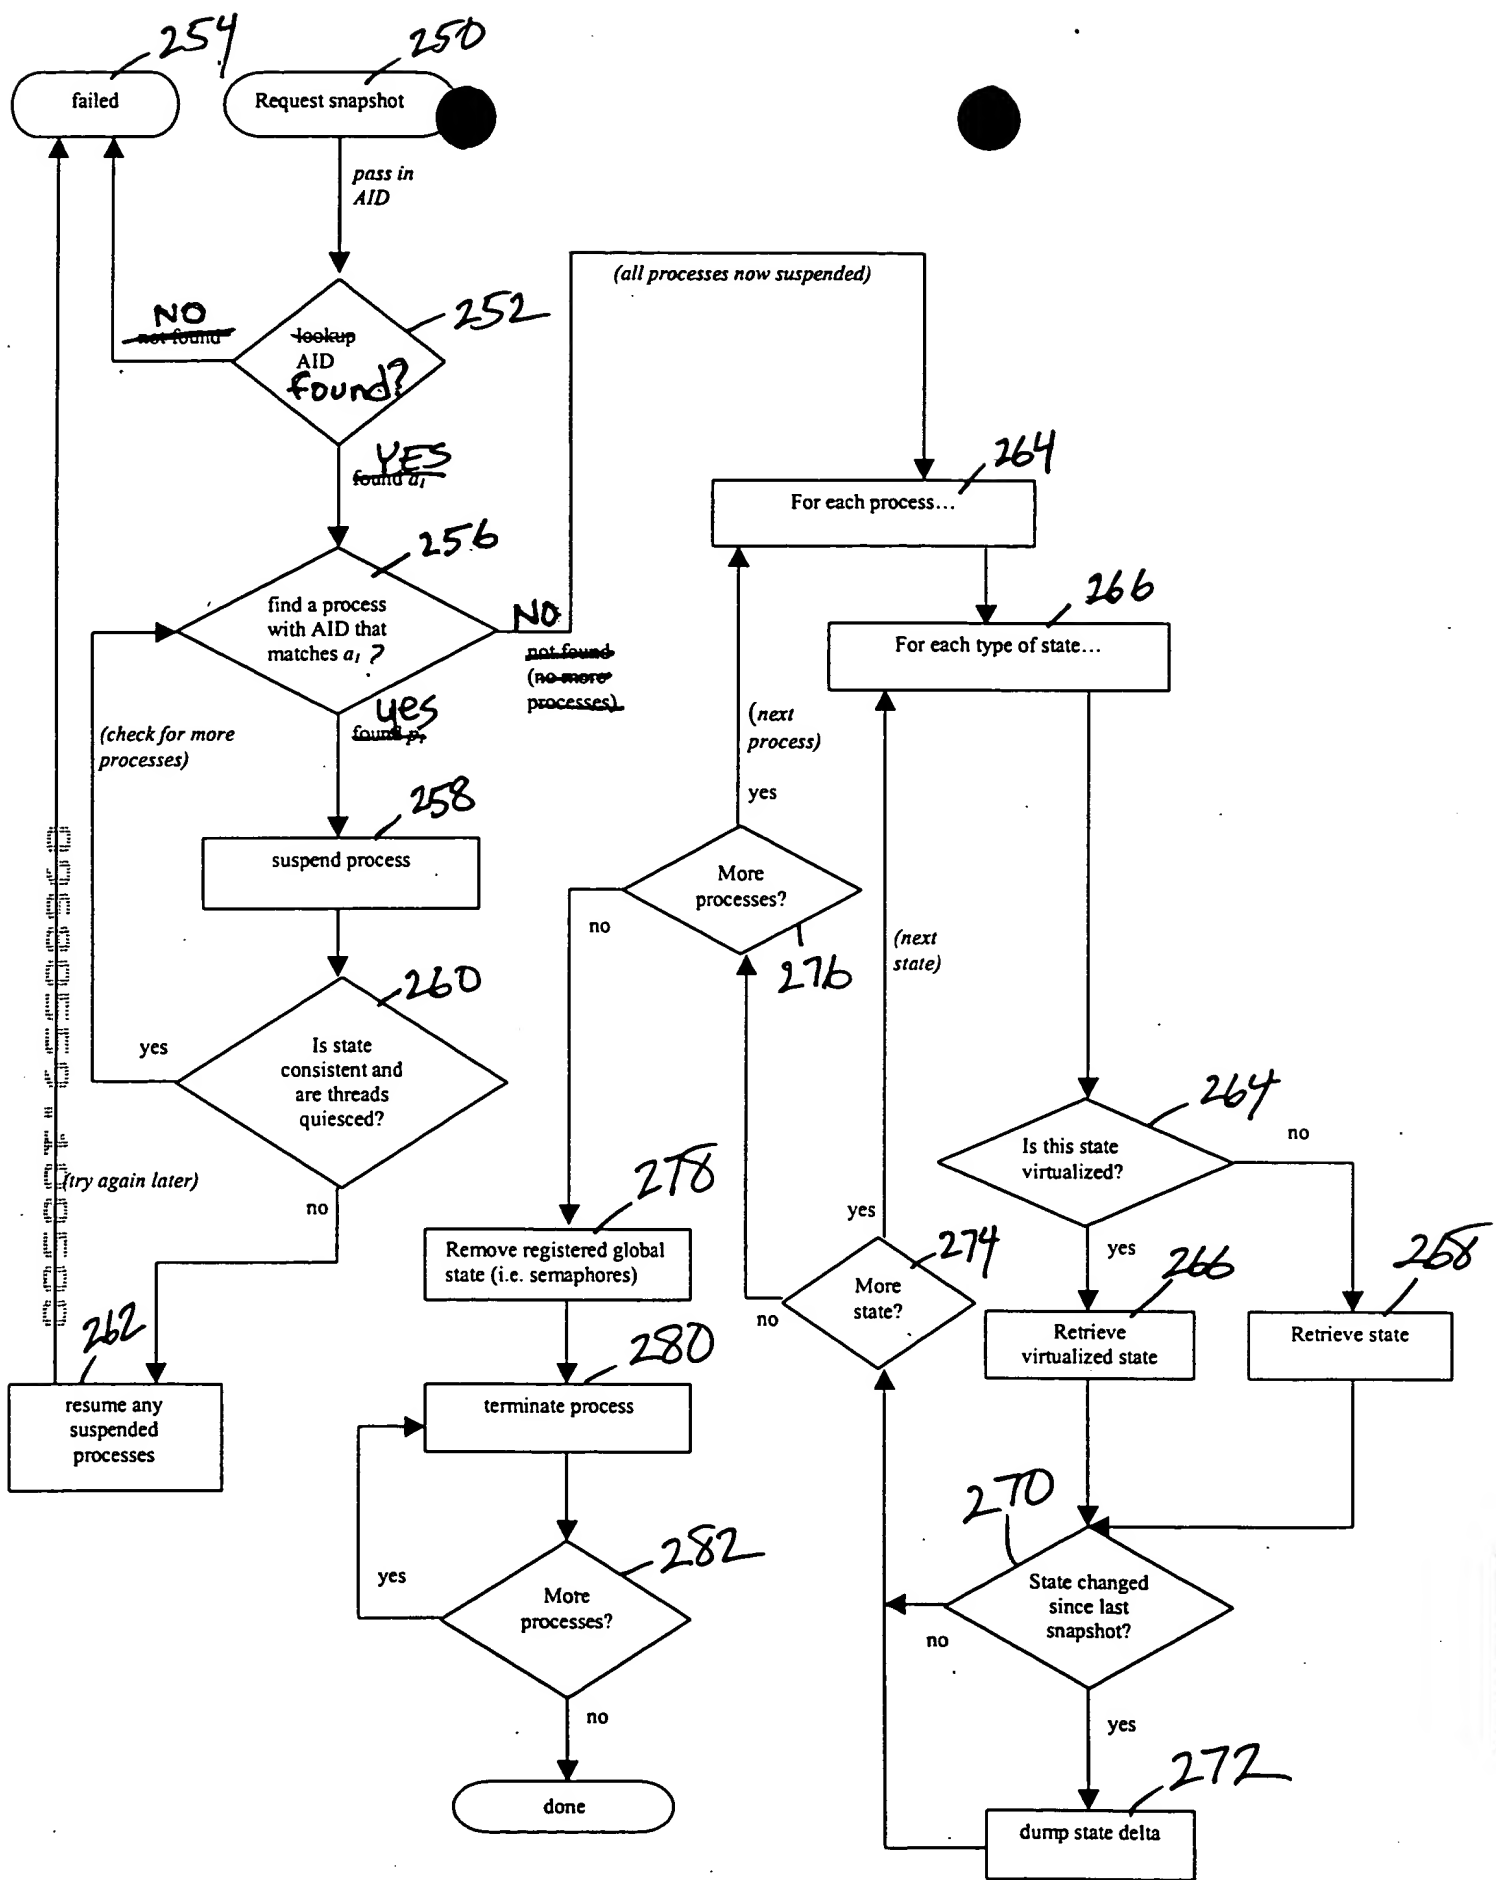 254
failed
250
Request snapshot
pass in
AID
(all processes now suspended)
NO
not found
252
lookup
AID
found?
YES
found a₁
264
For each process…
256
find a process
with AID that
matches a₁ ?
NO
not found
(no more
processes)
266
For each type of state…
yes
found p₁
(check for more
processes)
(next
process)
yes
258
suspend process
More
processes?
276
no
(next
state)
260
Is state
consistent and
are threads
quiesced?
yes
no
(try again later)
264
Is this state
virtualized?
no
yes
278
Remove registered global
state (i.e. semaphores)
yes
274
More
state?
no
266
Retrieve
virtualized state
268
Retrieve state
262
resume any
suspended
processes
280
terminate process
270
State changed
since last
snapshot?
no
yes
282
More
processes?
yes
no
done
272
dump state delta